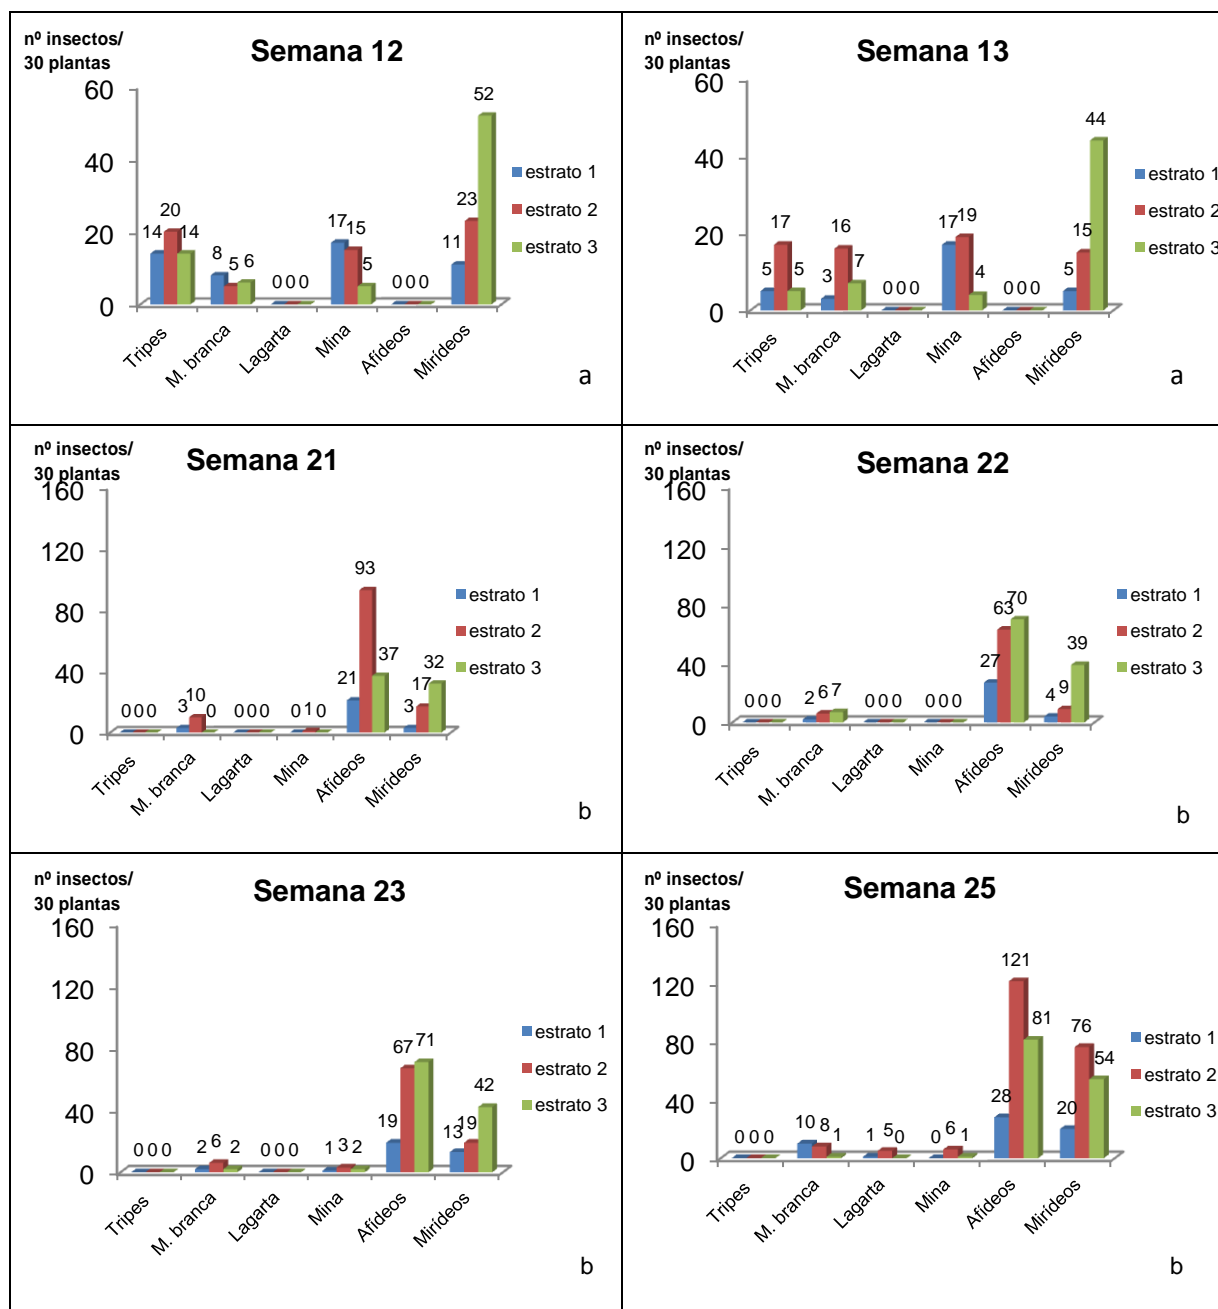 nº insectos/
30 plantas
Semana 12
60
40
20
0
14 20 14
8 5 6
0 0 0
17 15 5
0 0 0
11 23 52
Tripes
M. branca
Lagarta
Mina
Afídeos
Mirídeos
estrato 1
estrato 2
estrato 3
a
nº insectos/
30 plantas
Semana 13
60
40
20
0
5 17 5
3 16 7
0 0 0
17 19 4
0 0 0
5 15 44
Tripes
M. branca
Lagarta
Mina
Afídeos
Mirídeos
estrato 1
estrato 2
estrato 3
a
nº insectos/
30 plantas
Semana 21
160
120
80
40
0
0 0 0
3 10 0
0 0 0
0 1 0
21 93 37
3 17 32
Tripes
M. branca
Lagarta
Mina
Afídeos
Mirídeos
estrato 1
estrato 2
estrato 3
b
nº insectos/
30 plantas
Semana 22
160
120
80
40
0
0 0 0
2 6 7
0 0 0
0 0 0
27 63 70
4 9 39
Tripes
M. branca
Lagarta
Mina
Afídeos
Mirídeos
estrato 1
estrato 2
estrato 3
b
nº insectos/
30 plantas
Semana 23
160
120
80
40
0
0 0 0
2 6 2
0 0 0
1 3 2
19 67 71
13 19 42
Tripes
M. branca
Lagarta
Mina
Afídeos
Mirídeos
estrato 1
estrato 2
estrato 3
b
nº insectos/
30 plantas
Semana 25
160
120
80
40
0
0 0 0
10 8 1
1 5 0
0 6 1
28 121 81
20 76 54
Tripes
M. branca
Lagarta
Mina
Afídeos
Mirídeos
estrato 1
estrato 2
estrato 3
b